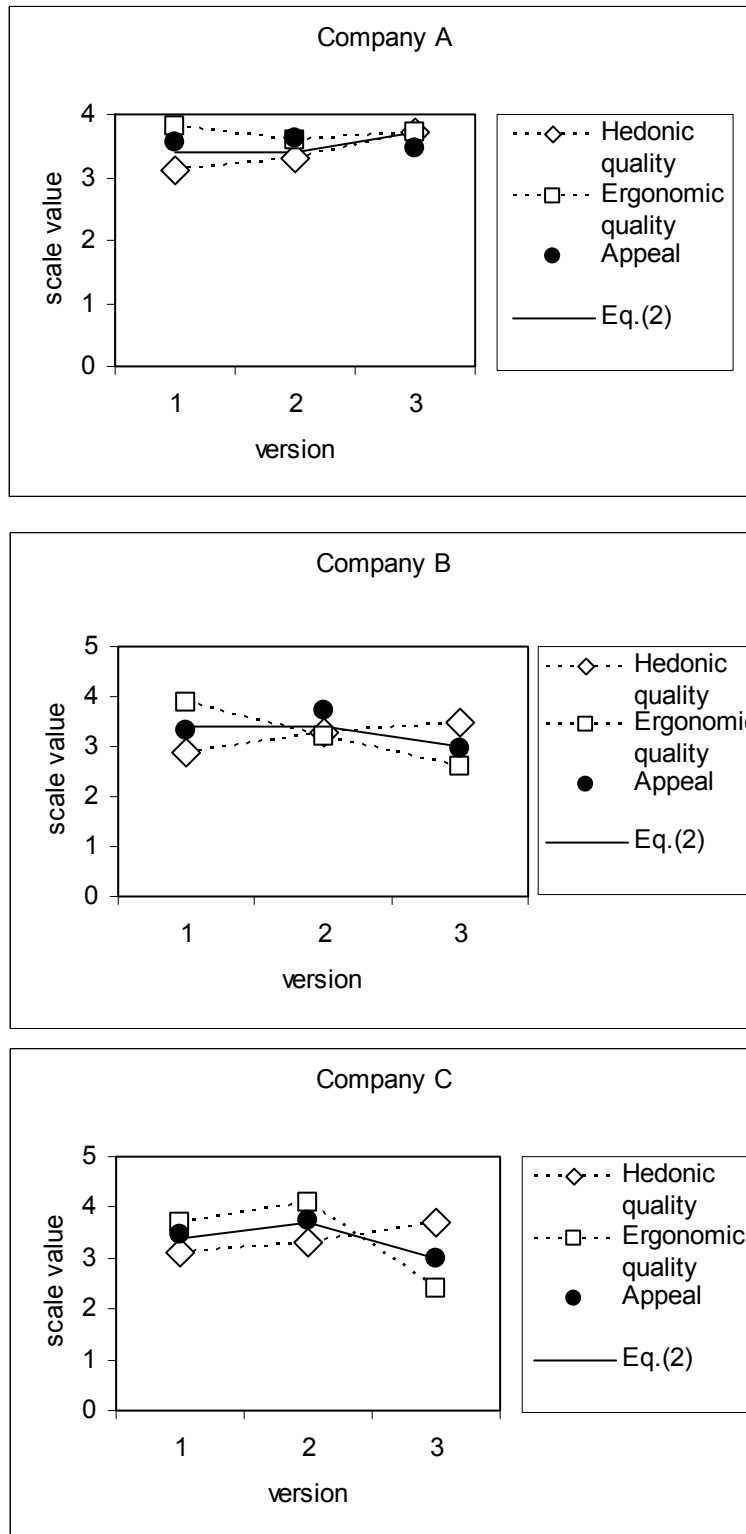 Company A
4
3
2
1
0
scale value
1 2 3
version
Hedonic
quality
Ergonomic
quality
Appeal
Eq.(2)
Company B
5
4
3
2
1
0
scale value
1 2 3
version
Hedonic
quality
Ergonomic
quality
Appeal
Eq.(2)
Company C
5
4
3
2
1
0
scale value
1 2 3
version
Hedonic
quality
Ergonomic
quality
Appeal
Eq.(2)